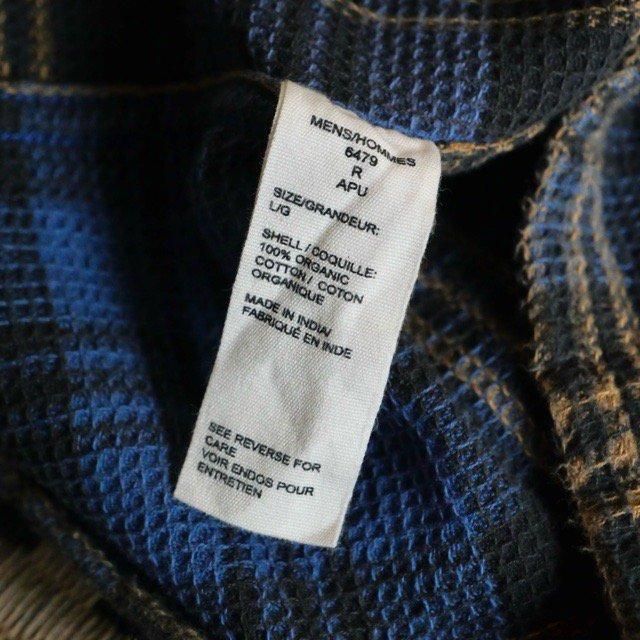 MENS/HOMMES
6479
R
APU
SIZE/GRANDEUR:
L/G
SHELL / COQUILLE:
100% ORGANIC
COTTON / COTON
ORGANIQUE
MADE IN INDIA/
FABRIQUE EN INDE
SEE REVERSE FOR
CARE
VOIR ENDOS POUR
ENTRETIEN